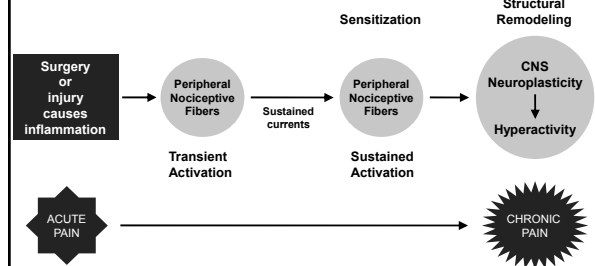 Structural
Remodeling
Sensitization
Surgery
or
injury
causes
inflammation
Peripheral
Nociceptive
Fibers
Sustained
currents
Peripheral
Nociceptive
Fibers
CNS
Neuroplasticity
Hyperactivity
Transient
Activation
Sustained
Activation
ACUTE
PAIN
CHRONIC
PAIN